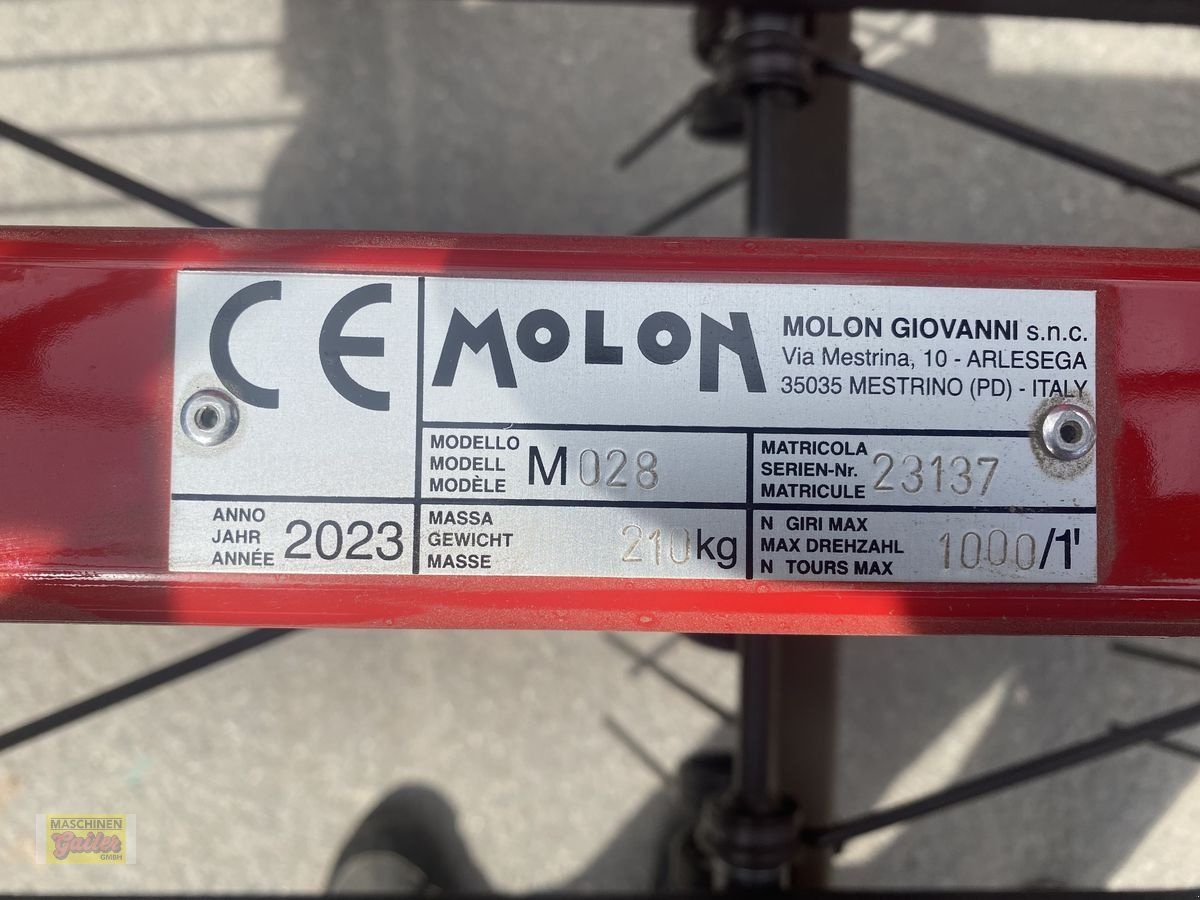 CE
MOLON
MOLON GIOVANNI s.n.c.
Via Mestrina, 10 - ARLESEGA
35035 MESTRINO (PD) - ITALY
MODELLO
MODELL
MODÈLE
M028
MATRICOLA
SERIEN-Nr.
MATRICULE
23137
ANNO
JAHR
ANNÉE
2023
MASSA
GEWICHT
MASSE
210kg
N GIRI MAX
MAX DREHZAHL
N TOURS MAX
1000/1'
MASCHINEN
Gailer
GMBH